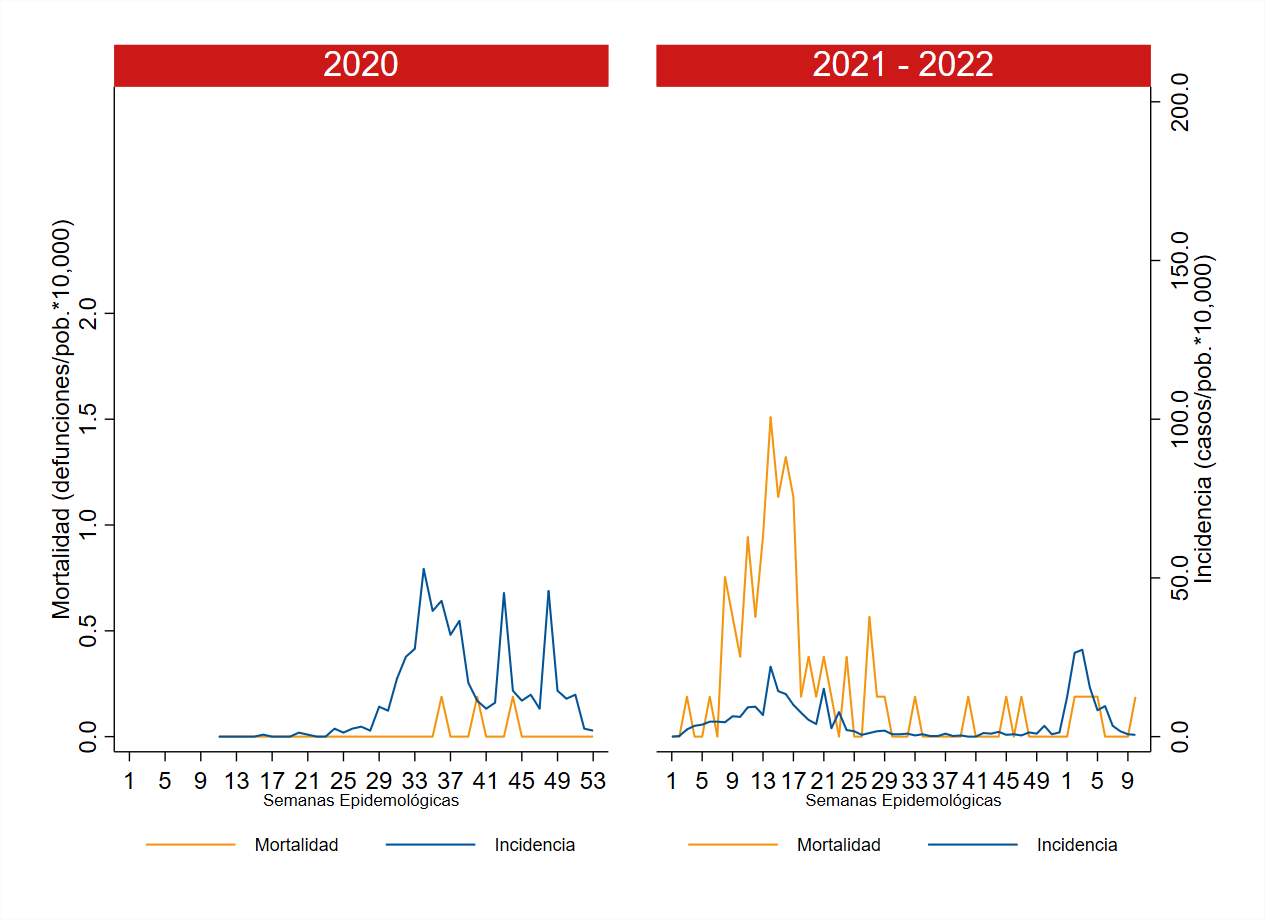 2020
2021 - 2022
Mortalidad (defunciones/pob.*10,000)
2.0
1.5
1.0
0.5
0.0
200.0
150.0
100.0
50.0
0.0
Incidencia (casos/pob.*10,000)
1 5 9 13 17 21 25 29 33 37 41 45 49 53
Semanas Epidemológicas
1 5 9 13 17 21 25 29 33 37 41 45 49 1 5 9
Semanas Epidemológicas
Mortalidad Incidencia
Mortalidad Incidencia